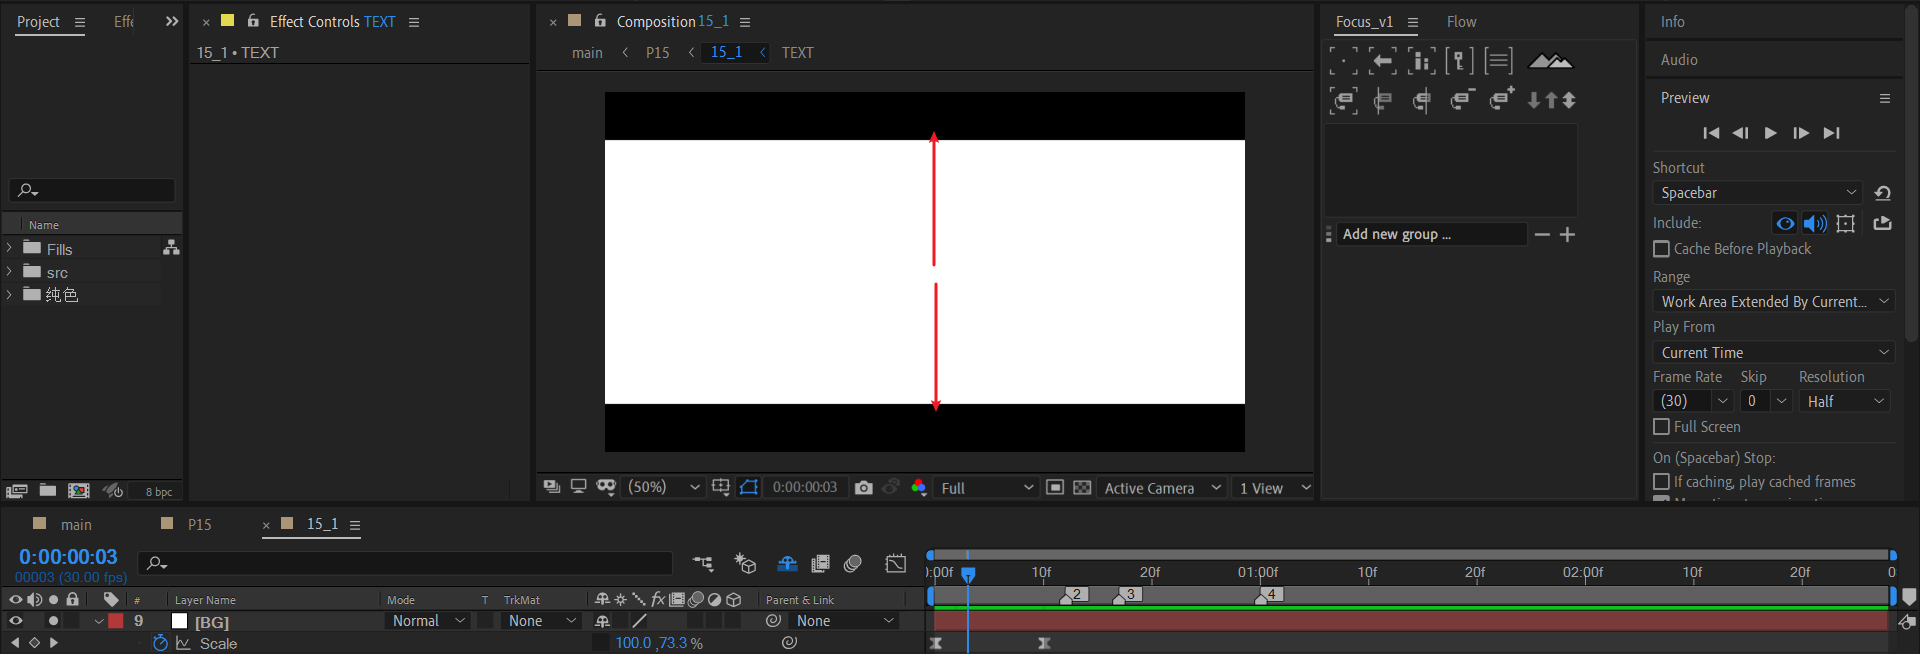 Project
Effe
Effect Controls TEXT
15_1 • TEXT
Name
Fills
src
纯色
8 bpc
Composition 15_1
main < P15 < 15_1 < TEXT
(50%)
0:00:00:03
Full
Active Camera
1 View
Focus_v1
Flow
Add new group ...
Info
Audio
Preview
Shortcut
Spacebar
Include:
Cache Before Playback
Range
Work Area Extended By Current...
Play From
Current Time
Frame Rate Skip Resolution
(30) 0 Half
Full Screen
On (Spacebar) Stop:
If caching, play cached frames
main P15 15_1
0:00:00:03
00003 (30.00 fps)
):00f 10f 20f 01:00f 10f 20f 02:00f 10f 20f 0
2 3 4
# Layer Name Mode T TrkMat Parent & Link
9 [BG] Normal None None
Scale 100.0,73.3 %